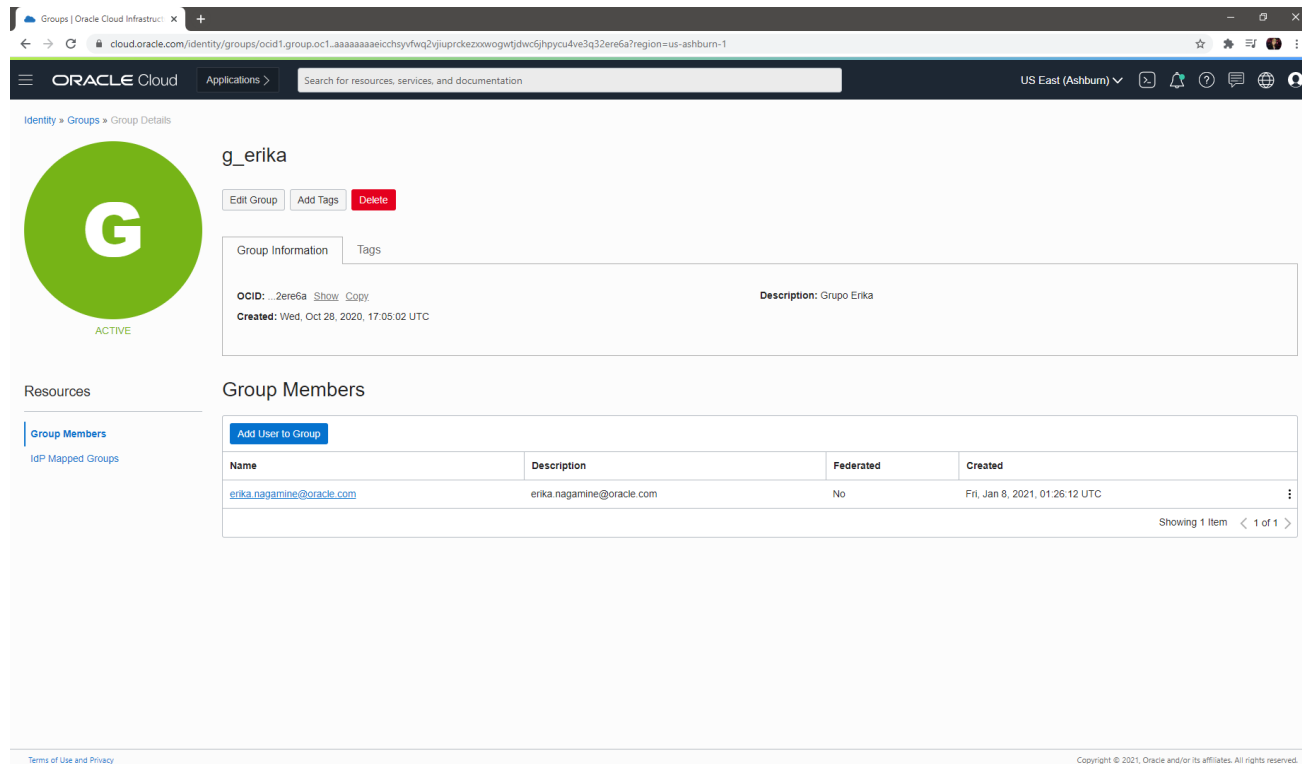 Groups | Oracle Cloud Infrastruct
cloud.oracle.com/identity/groups/ocid1.group.oc1..aaaaaaaaeicchsyvfwq2vjiuprckezxxwogwtjdwc6jhpycu4ve3q32ere6a?region=us-ashburn-1
ORACLE Cloud Applications Search for resources, services, and documentation US East (Ashburn)
Identity » Groups » Group Details
G
ACTIVE
g_erika
Edit Group Add Tags Delete
Group Information Tags
OCID: ...2ere6a Show Copy Description: Grupo Erika
Created: Wed, Oct 28, 2020, 17:05:02 UTC
Resources
Group Members
IdP Mapped Groups
Group Members
Add User to Group
Name Description Federated Created
erika.nagamine@oracle.com erika.nagamine@oracle.com No Fri, Jan 8, 2021, 01:26:12 UTC
Showing 1 Item < 1 of 1 >
Terms of Use and Privacy Copyright © 2021, Oracle and/or its affiliates. All rights reserved.